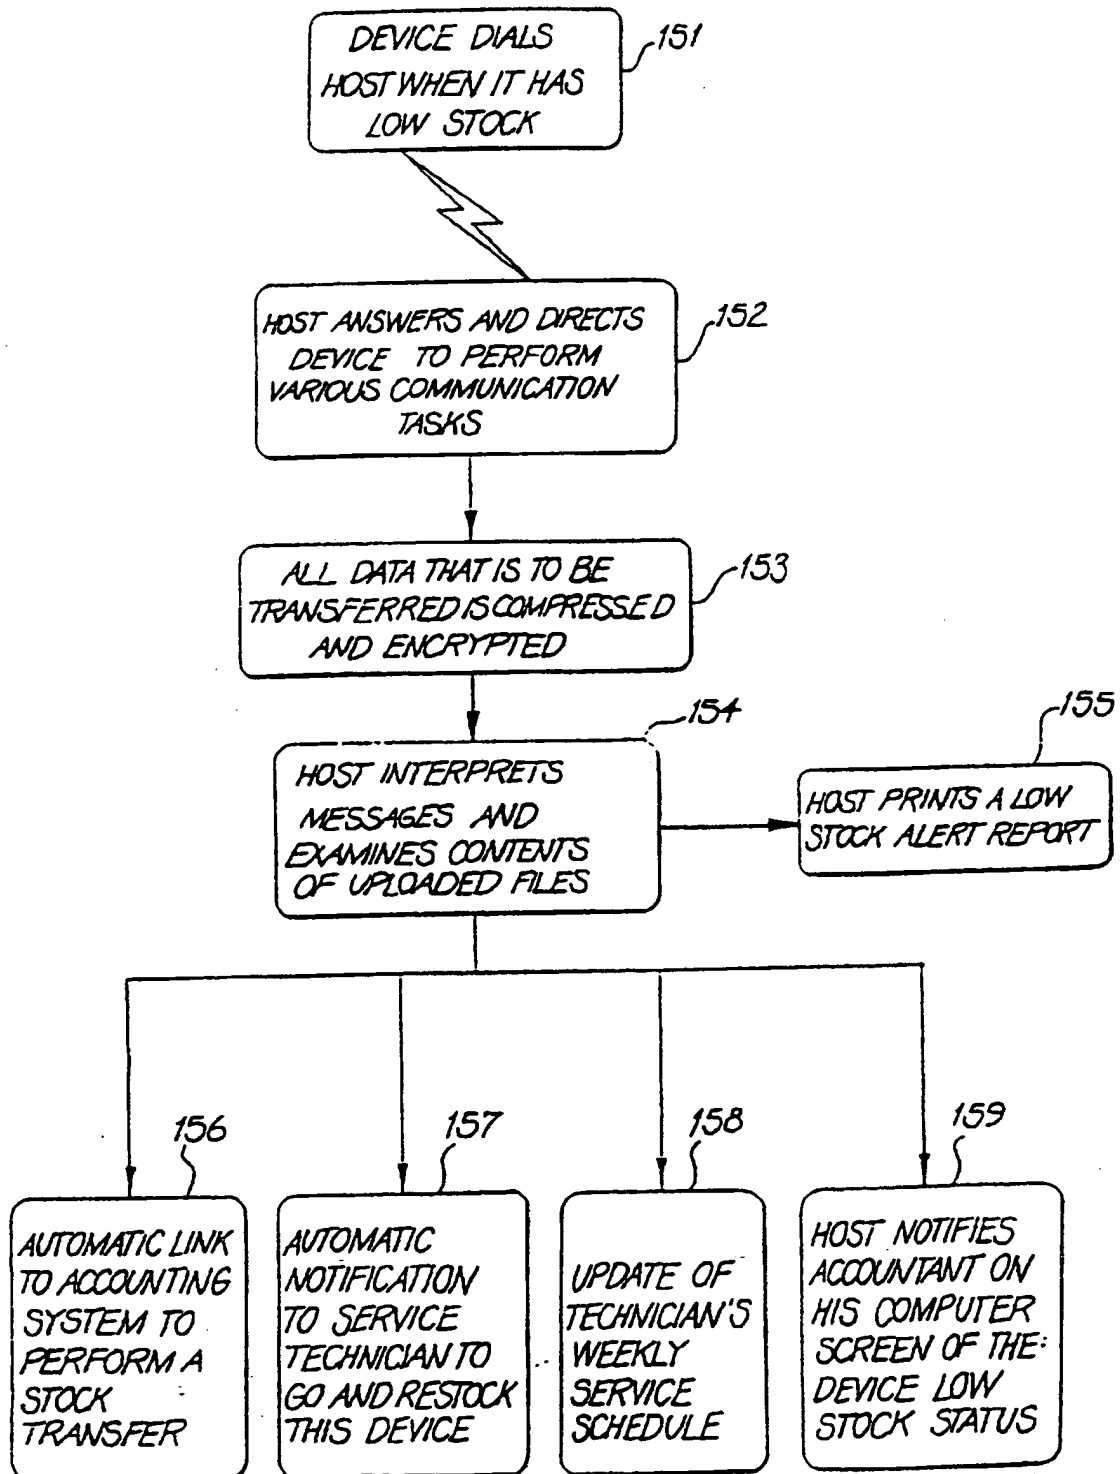 DEVICE DIALS
HOST WHEN IT HAS
LOW STOCK
151
HOST ANSWERS AND DIRECTS
DEVICE TO PERFORM
VARIOUS COMMUNICATION
TASKS
152
ALL DATA THAT IS TO BE
TRANSFERRED IS COMPRESSED
AND ENCRYPTED
153
154
HOST INTERPRETS
MESSAGES AND
EXAMINES CONTENTS
OF UPLOADED FILES
155
HOST PRINTS A LOW
STOCK ALERT REPORT
156
AUTOMATIC LINK
TO ACCOUNTING
SYSTEM TO
PERFORM A
STOCK
TRANSFER
157
AUTOMATIC
NOTIFICATION
TO SERVICE
TECHNICIAN TO
GO AND RESTOCK
THIS DEVICE
158
UPDATE OF
TECHNICIAN'S
WEEKLY
SERVICE
SCHEDULE
159
HOST NOTIFIES
ACCOUNTANT ON
HIS COMPUTER
SCREEN OF THE
DEVICE LOW
STOCK STATUS